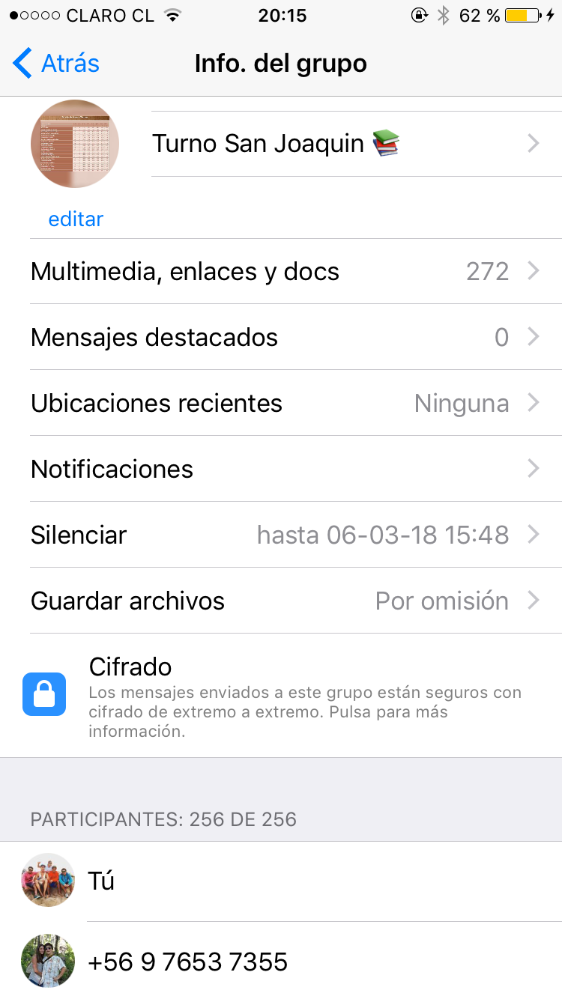 CLARO CL 20:15 62 %
Atrás Info. del grupo
Turno San Joaquin 📚
editar
Multimedia, enlaces y docs 272
Mensajes destacados 0
Ubicaciones recientes Ninguna
Notificaciones
Silenciar hasta 06-03-18 15:48
Guardar archivos Por omisión
Cifrado
Los mensajes enviados a este grupo están seguros con
cifrado de extremo a extremo. Pulsa para más
información.
PARTICIPANTES: 256 DE 256
Tú
+56 9 7653 7355